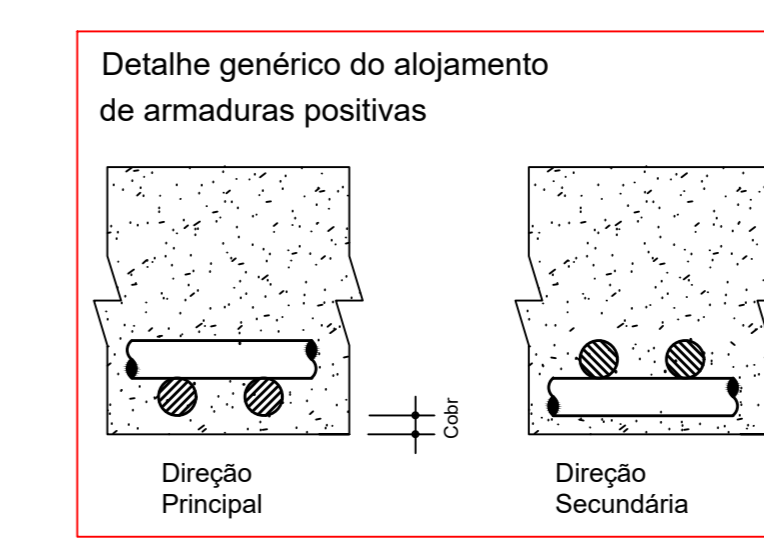 Detalhe genérico do alojamento
de armaduras positivas
Cobr
Direção
Principal
Direção
Secundária